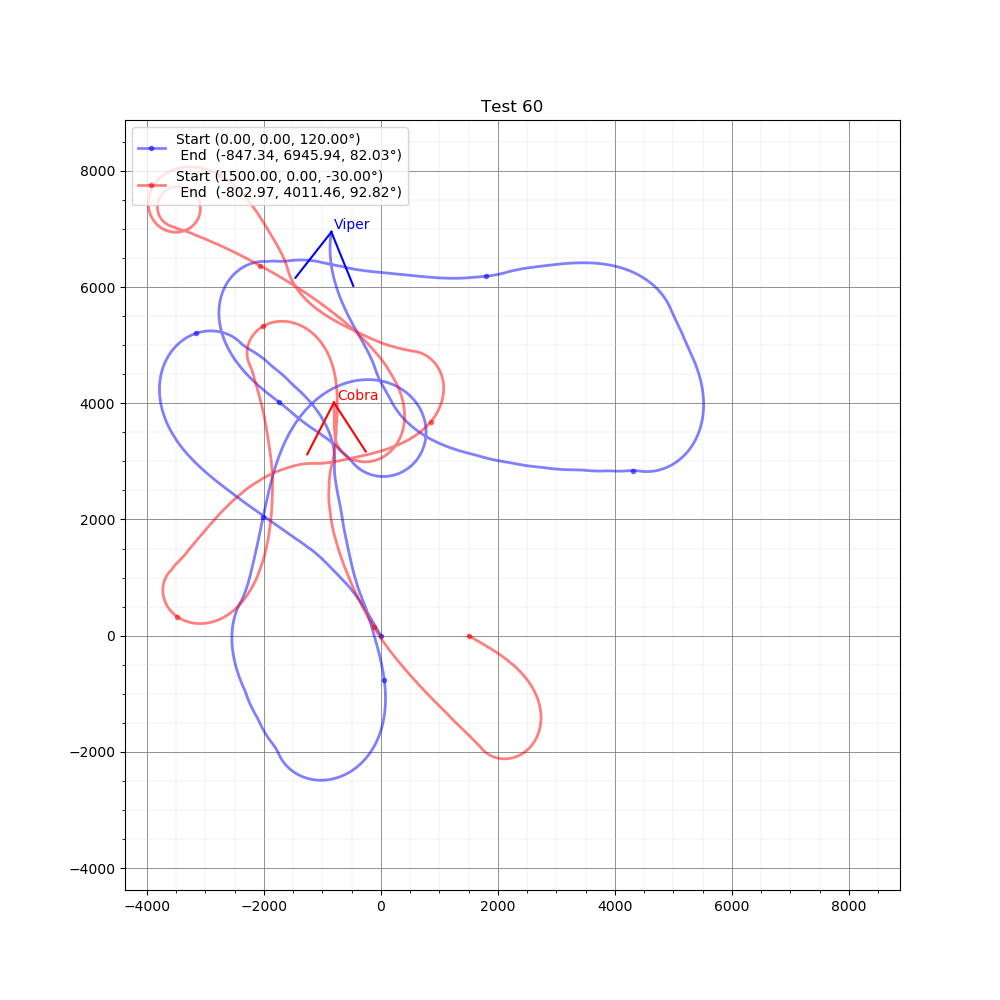 Test 60
Start (0.00, 0.00, 120.00°)
End (-847.34, 6945.94, 82.03°)
Start (1500.00, 0.00, -30.00°)
End (-802.97, 4011.46, 92.82°)
8000
Viper
6000
4000
Cobra
2000
0
−2000
−4000
−4000 −2000 0 2000 4000 6000 8000